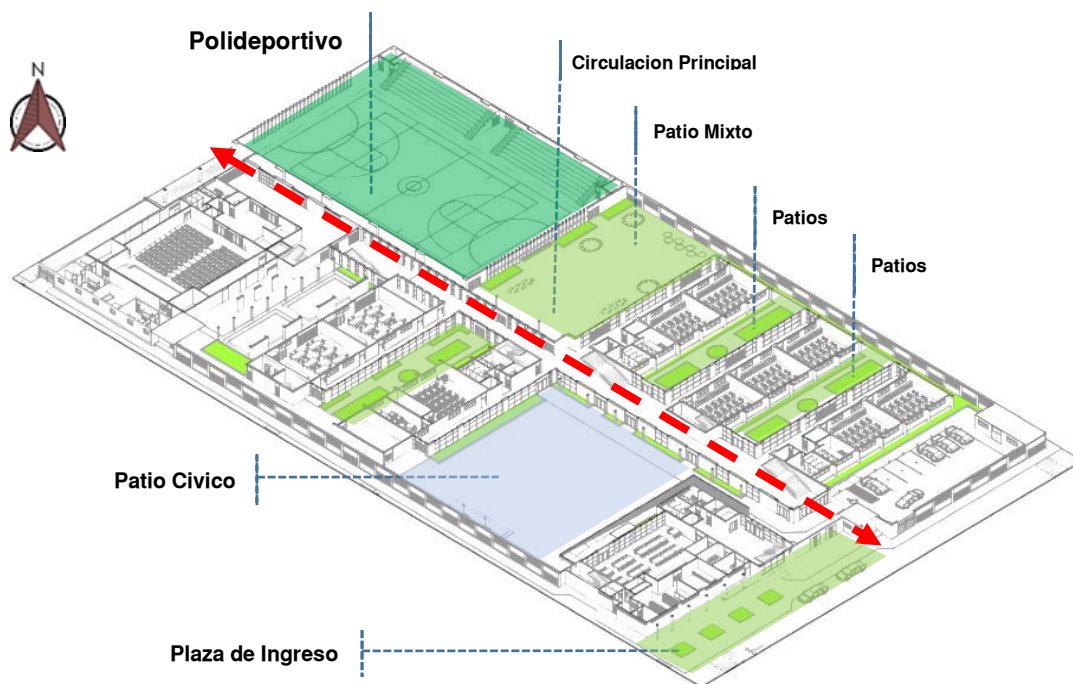 Polideportivo
Circulacion Principal
N
Patio Mixto
Patios
Patios
Patio Civico
Plaza de Ingreso